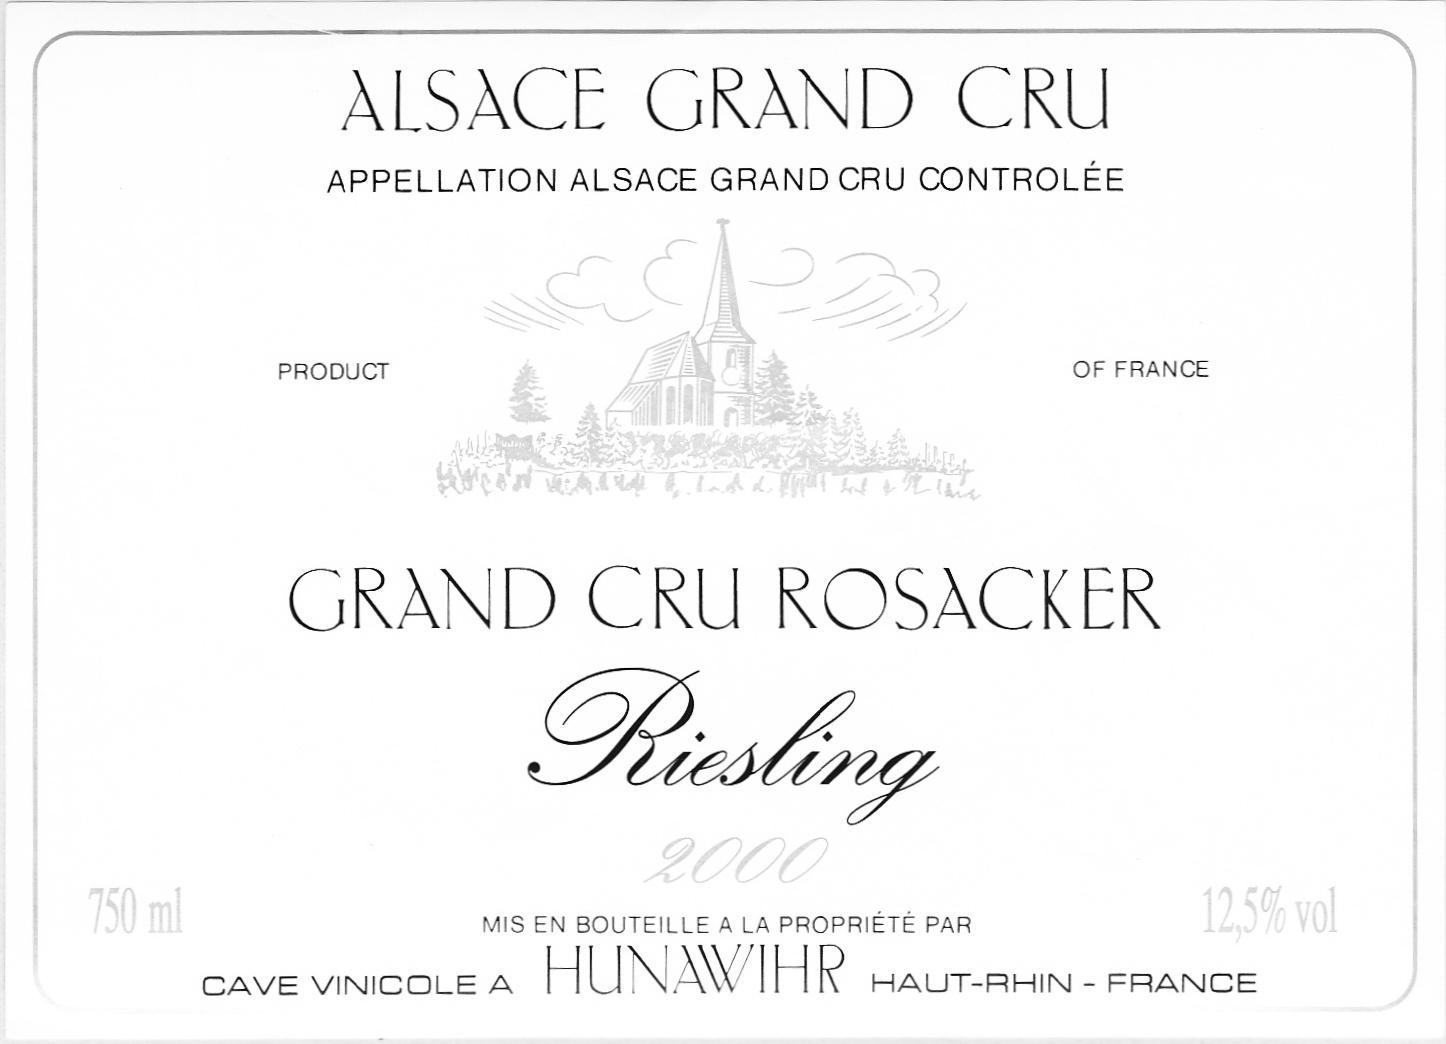 ALSACE GRAND CRU
APPELLATION ALSACE GRAND CRU CONTROLÉE
PRODUCT OF FRANCE
GRAND CRU ROSACKER
Riesling
2000
750 ml
12,5% vol
MIS EN BOUTEILLE A LA PROPRIÉTÉ PAR
CAVE VINICOLE A HUNAWIHR HAUT-RHIN - FRANCE